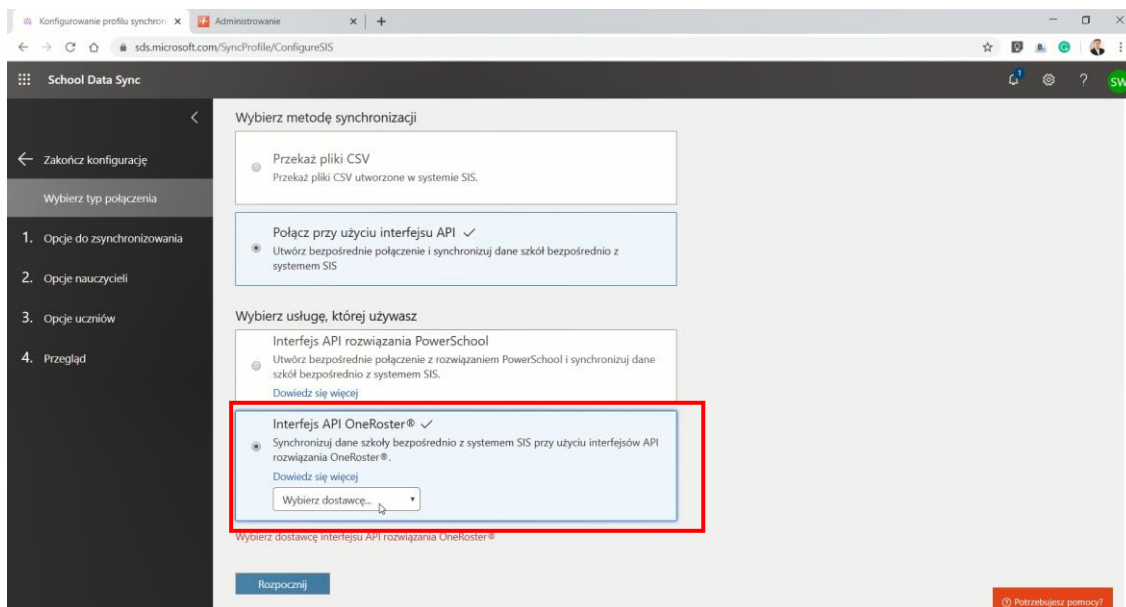 Konfigurowanie profilu synchron
Administrowanie
sds.microsoft.com/SyncProfile/ConfigureSIS
School Data Sync
1
?
SW
Zakończ konfigurację
Wybierz typ połączenia
1. Opcje do zsynchronizowania
2. Opcje nauczycieli
3. Opcje uczniów
4. Przegląd
Wybierz metodę synchronizacji
Przekaż pliki CSV
Przekaż pliki CSV utworzone w systemie SIS.
Połącz przy użyciu interfejsu API
Utwórz bezpośrednie połączenie i synchronizuj dane szkół bezpośrednio z
systemem SIS
Wybierz usługę, której używasz
Interfejs API rozwiązania PowerSchool
Utwórz bezpośrednie połączenie z rozwiązaniem PowerSchool i synchronizuj dane
szkół bezpośrednio z systemem SIS.
Dowiedz się więcej
Interfejs API OneRoster®
Synchronizuj dane szkoły bezpośrednio z systemem SIS przy użyciu interfejsów API
rozwiązania OneRoster®.
Dowiedz się więcej
Wybierz dostawcę...
Wybierz dostawcę interfejsu API rozwiązania OneRoster®
Rozpocznij
? Potrzebujesz pomocy?